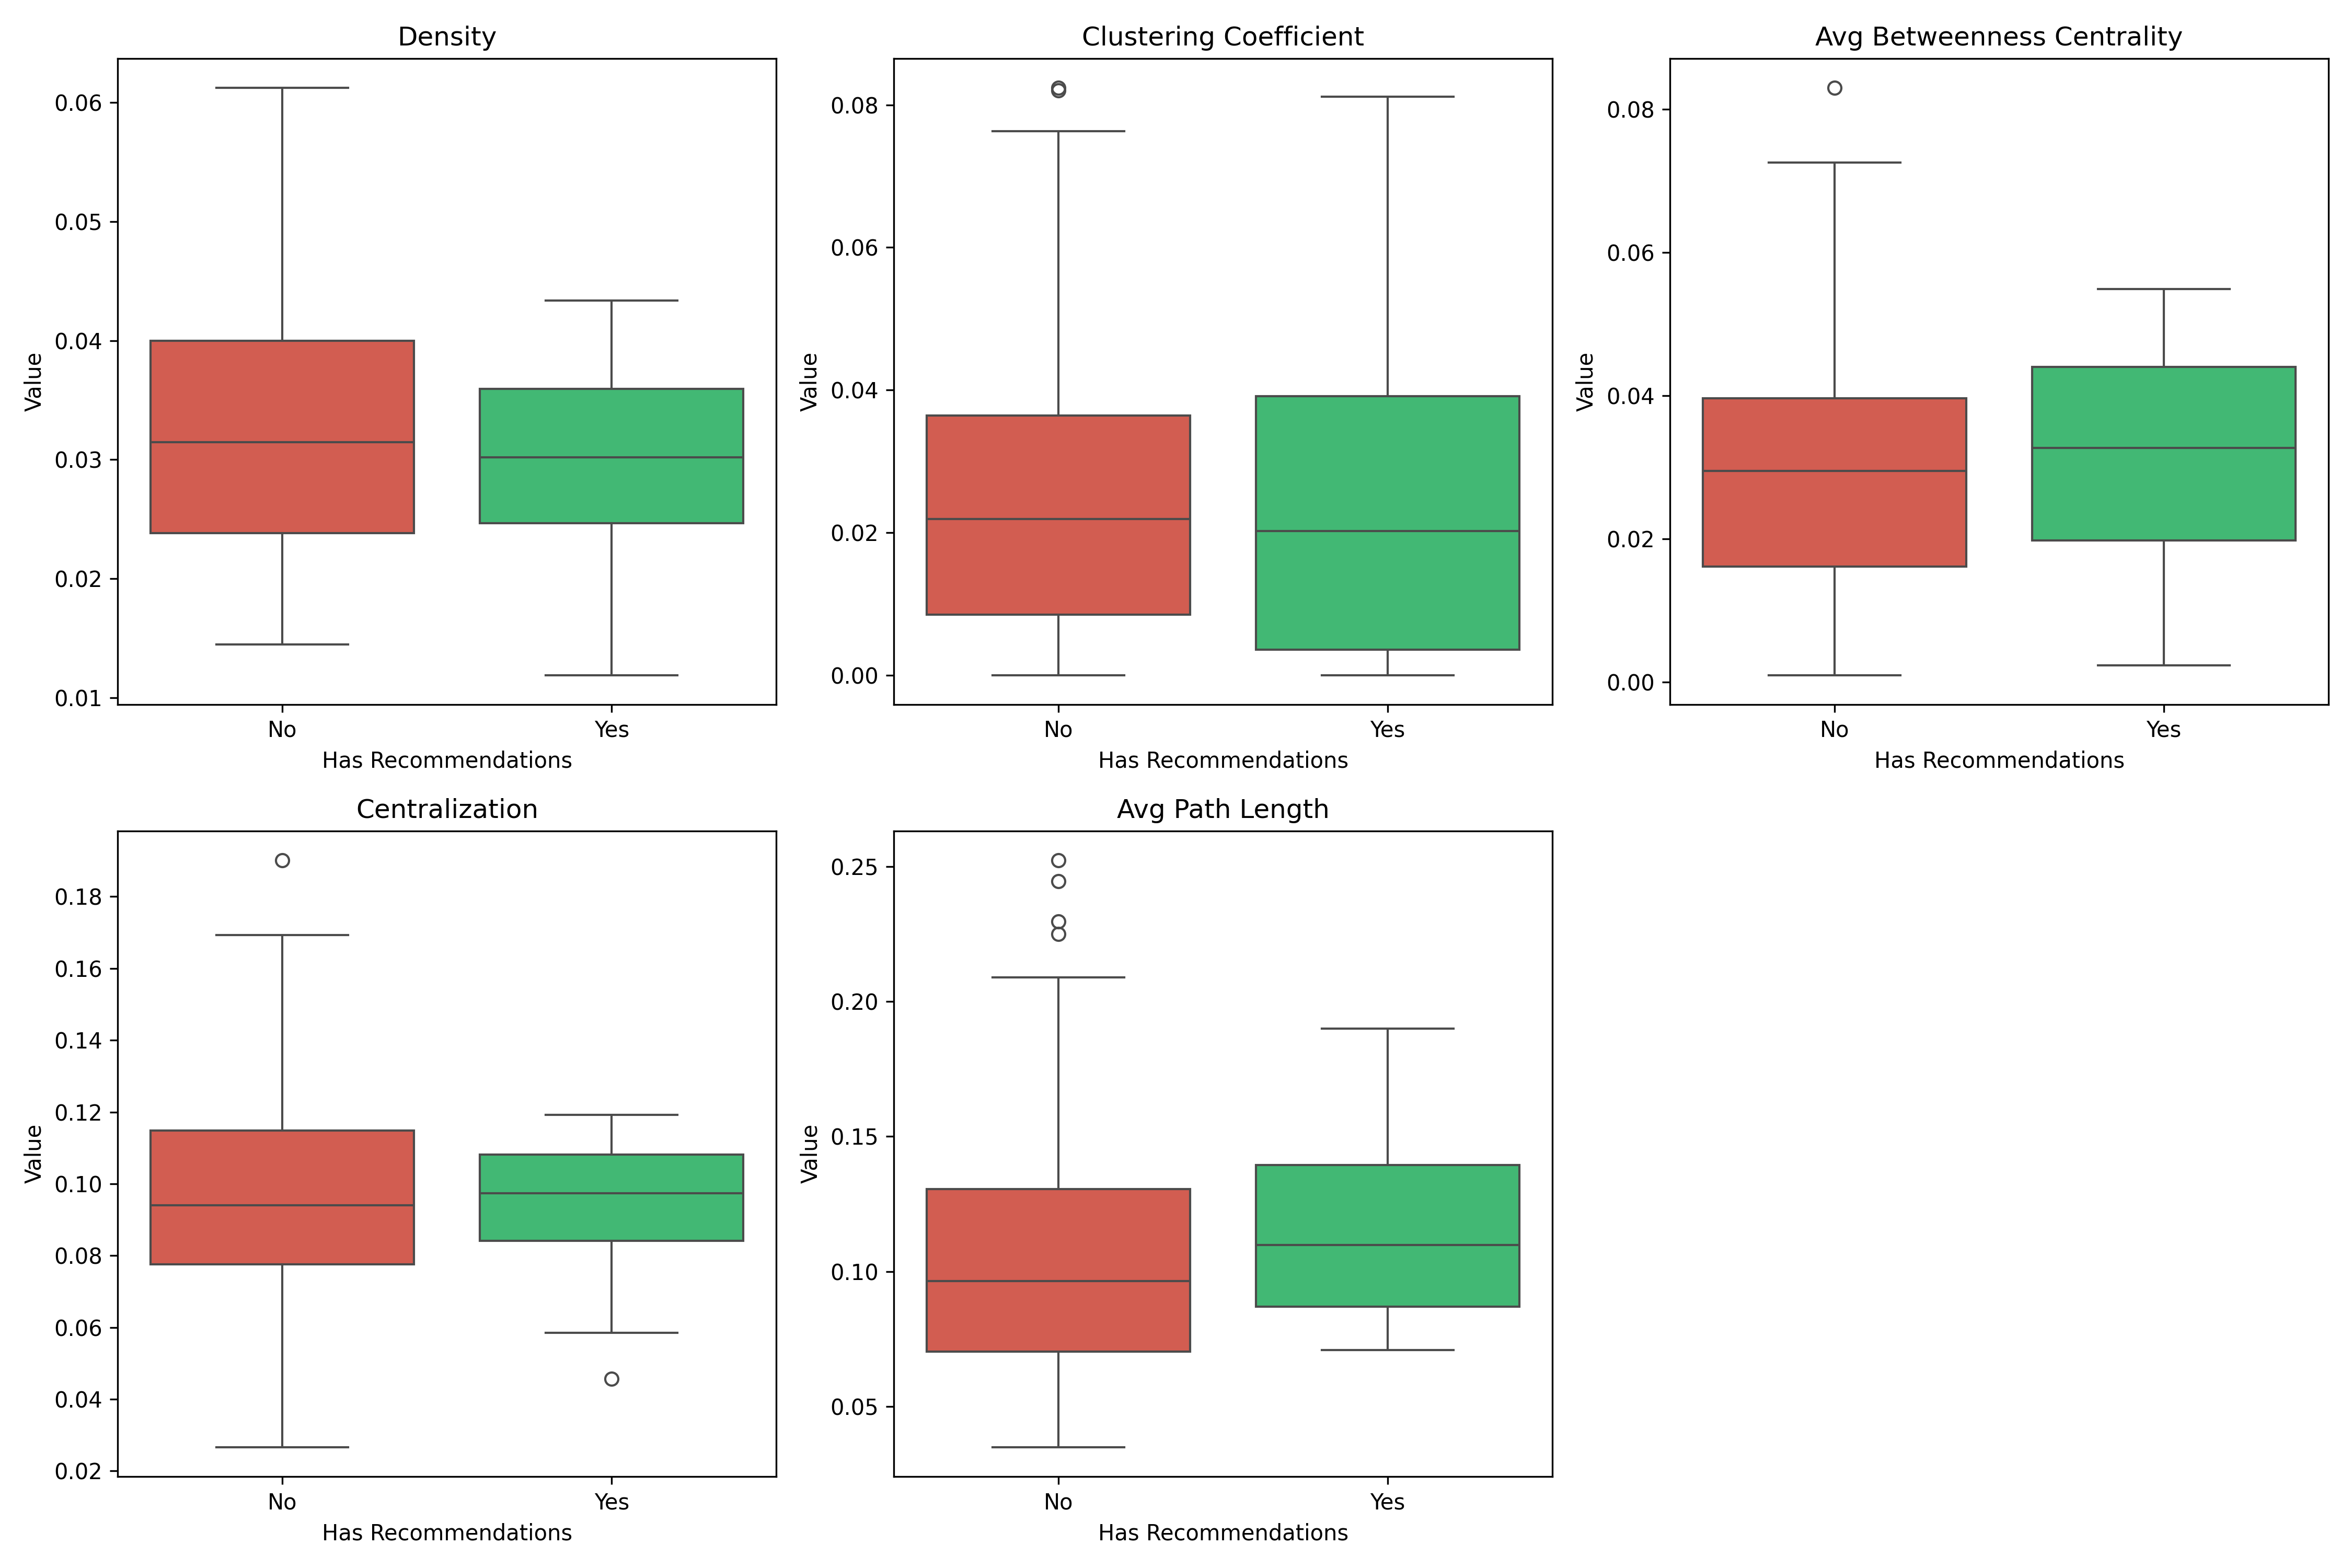 Density
0.06
0.05
0.04
0.03
0.02
0.01
Value
No Yes
Has Recommendations
Clustering Coefficient
0.08
0.06
0.04
0.02
0.00
Value
No Yes
Has Recommendations
Avg Betweenness Centrality
0.08
0.06
0.04
0.02
0.00
Value
No Yes
Has Recommendations
Centralization
0.18
0.16
0.14
0.12
0.10
0.08
0.06
0.04
0.02
Value
No Yes
Has Recommendations
Avg Path Length
0.25
0.20
0.15
0.10
0.05
Value
No Yes
Has Recommendations